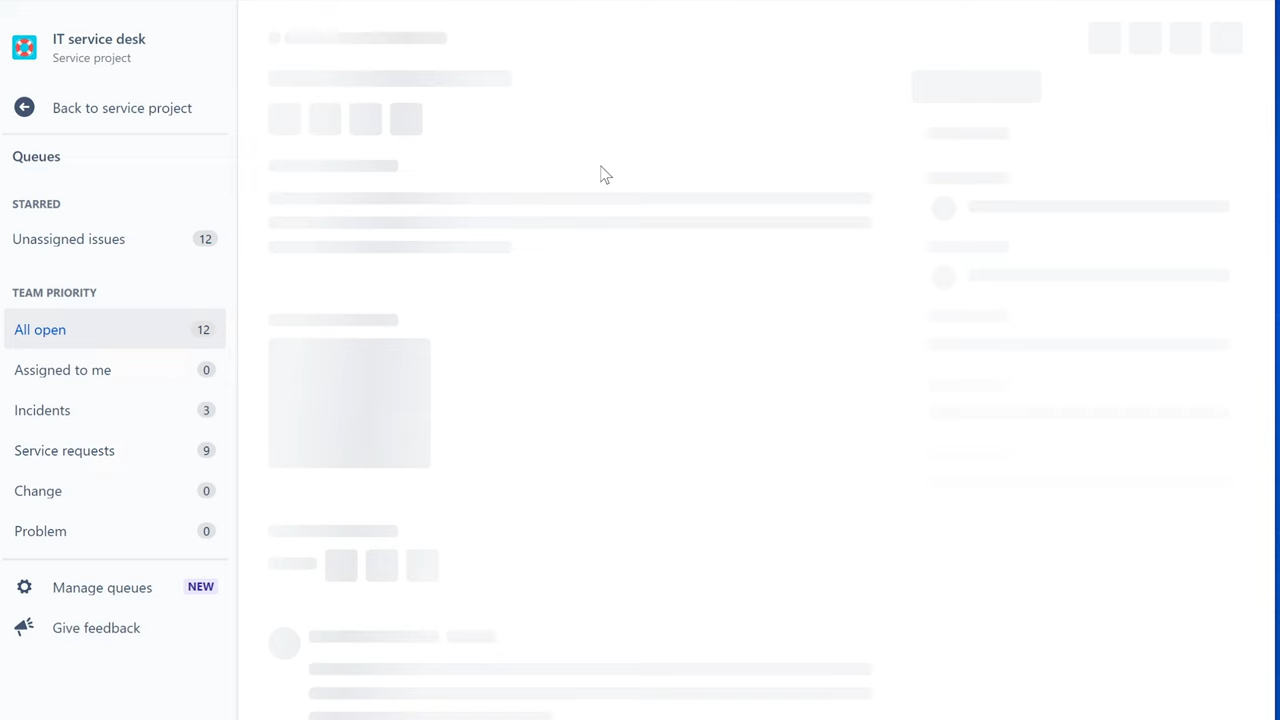 IT service desk
Service project
Back to service project
Queues
STARRED
Unassigned issues 12
TEAM PRIORITY
All open 12
Assigned to me 0
Incidents 3
Service requests 9
Change 0
Problem 0
Manage queues NEW
Give feedback